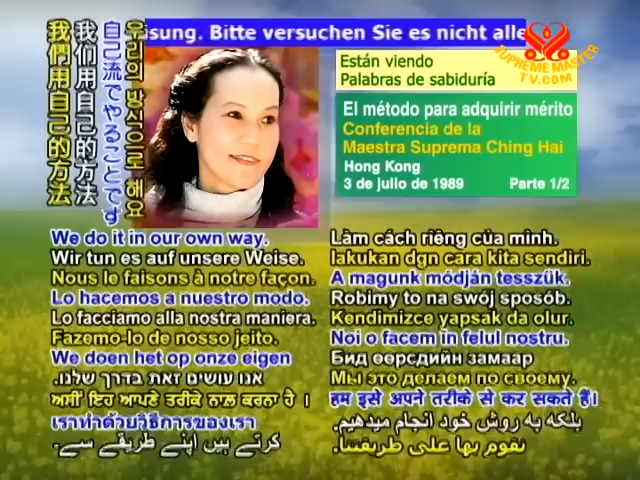 isung. Bitte versuchen Sie es nicht alle
SUPREME MASTER
TV.COM
我們用自己的方法
我们用自己的方法
自己流でやることです
우리의 방식으로 해요
Están viendo
Palabras de sabiduría
El método para adquirir mérito
Conferencia de la
Maestra Suprema Ching Hai
Hong Kong
3 de julio de 1989 Parte 1/2
We do it in our own way.
Wir tun es auf unsere Weise.
Nous le faisons à notre façon.
Lo hacemos a nuestro modo.
Lo facciamo alla nostra maniera.
Fazemo-lo de nosso jeito.
We doen het op onze eigen
אנו עושים זאת בדרך שלנו.
ਅਸੀਂ ਇਹ ਆਪਣੇ ਤਰੀਕੇ ਨਾਲ ਕਰਨਾ ਹੈ ।
เราทำด้วยวิธีการของเรา
کرتے ہیں اپنے طریقے سے۔
Làm cách riêng của mình.
lakukan dgn cara kita sendiri.
A magunk módján tesszük.
Robimy to na swój sposób.
Kendimizce yapsak da olur.
Noi o facem in felul nostru.
Бид өөрсдийн замаар
Мы это делаем по своему.
हम इसे अपने तरीके से कर सकते हैं।
بلکه به روش خود انجام میدهیم.
نقوم بها على طريقتنا.